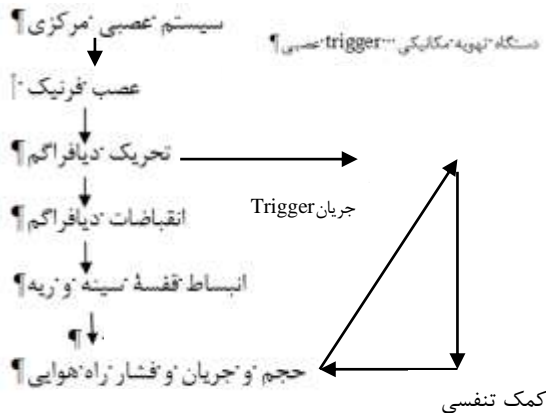 سیستم عصبی مرکزی
دستگاه تهویه مکانیکی ... trigger عصبی
عصب فرنیک
تحریک دیافراگم
انقباضات دیافراگم
جریان Trigger
انبساط قفسهٔ سینه و ریه
حجم و جریان و فشار راه هوایی
کمک تنفسی